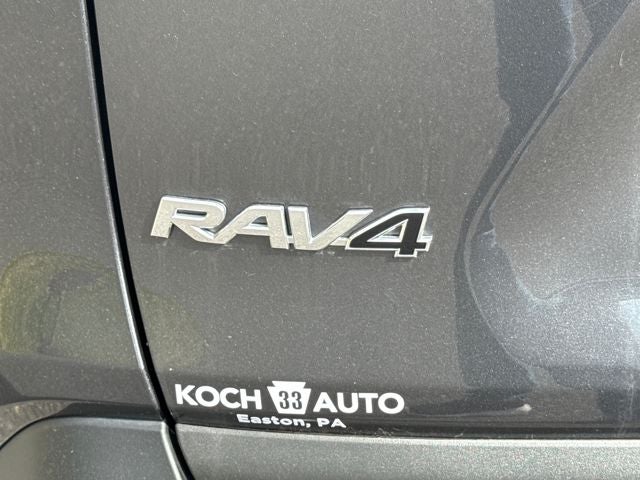 RAV4
KOCH 33 AUTO
Easton, PA